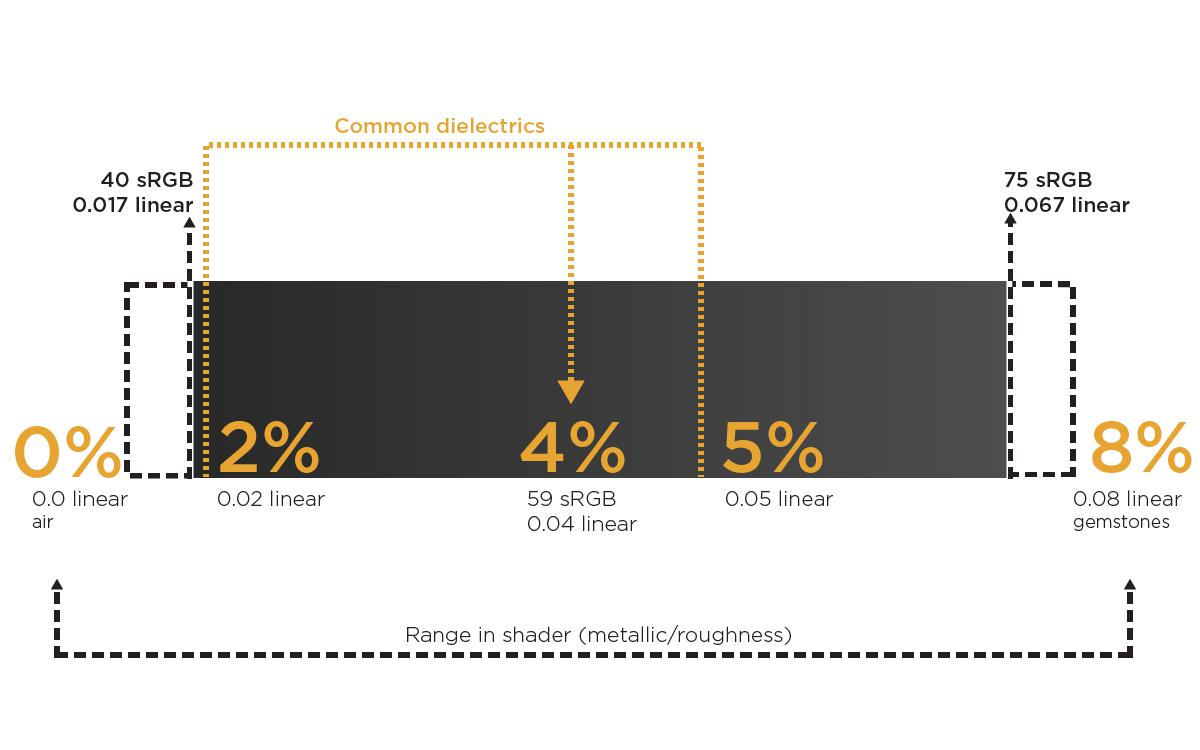 Common dielectrics
40 sRGB
0.017 linear
75 sRGB
0.067 linear
0%
2%
4%
5%
8%
0.0 linear
air
0.02 linear
59 sRGB
0.04 linear
0.05 linear
0.08 linear
gemstones
Range in shader (metallic/roughness)